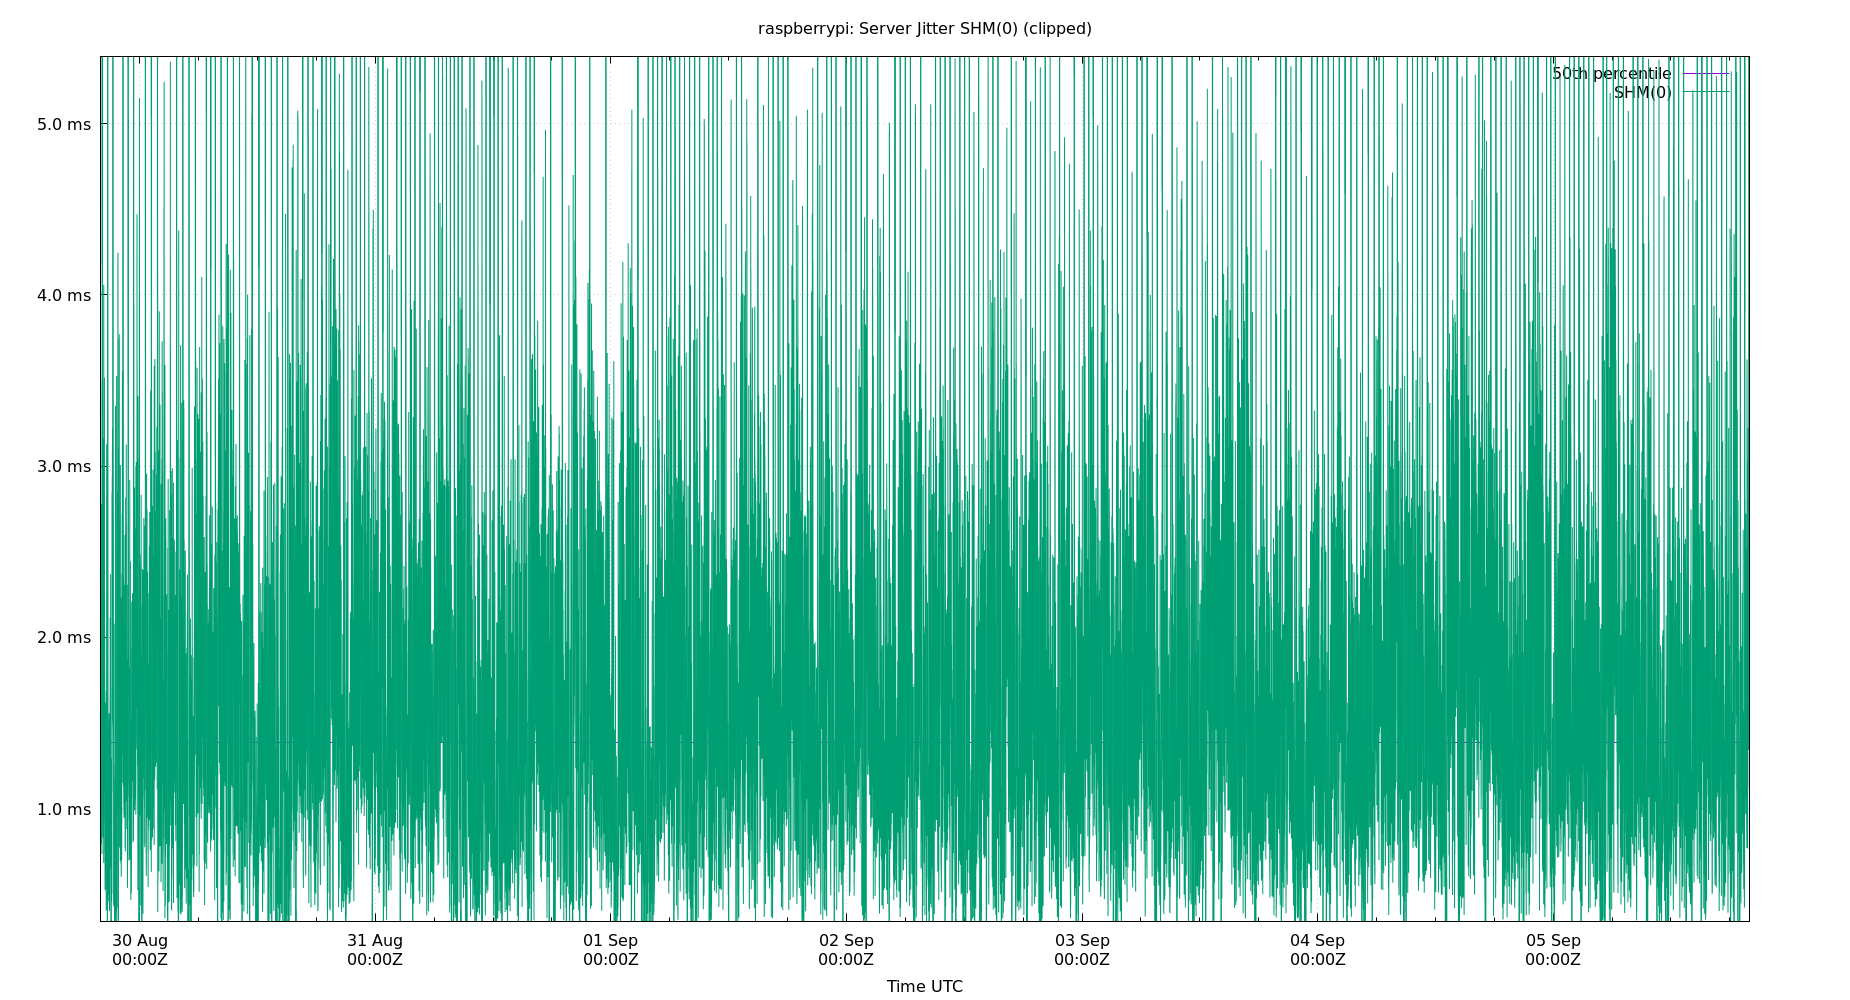 raspberrypi: Server Jitter SHM(0) (clipped)
50th percentile
SHM(0)
5.0 ms
4.0 ms
3.0 ms
2.0 ms
1.0 ms
30 Aug 31 Aug 01 Sep 02 Sep 03 Sep 04 Sep 05 Sep
00:00Z 00:00Z 00:00Z 00:00Z 00:00Z 00:00Z 00:00Z
Time UTC